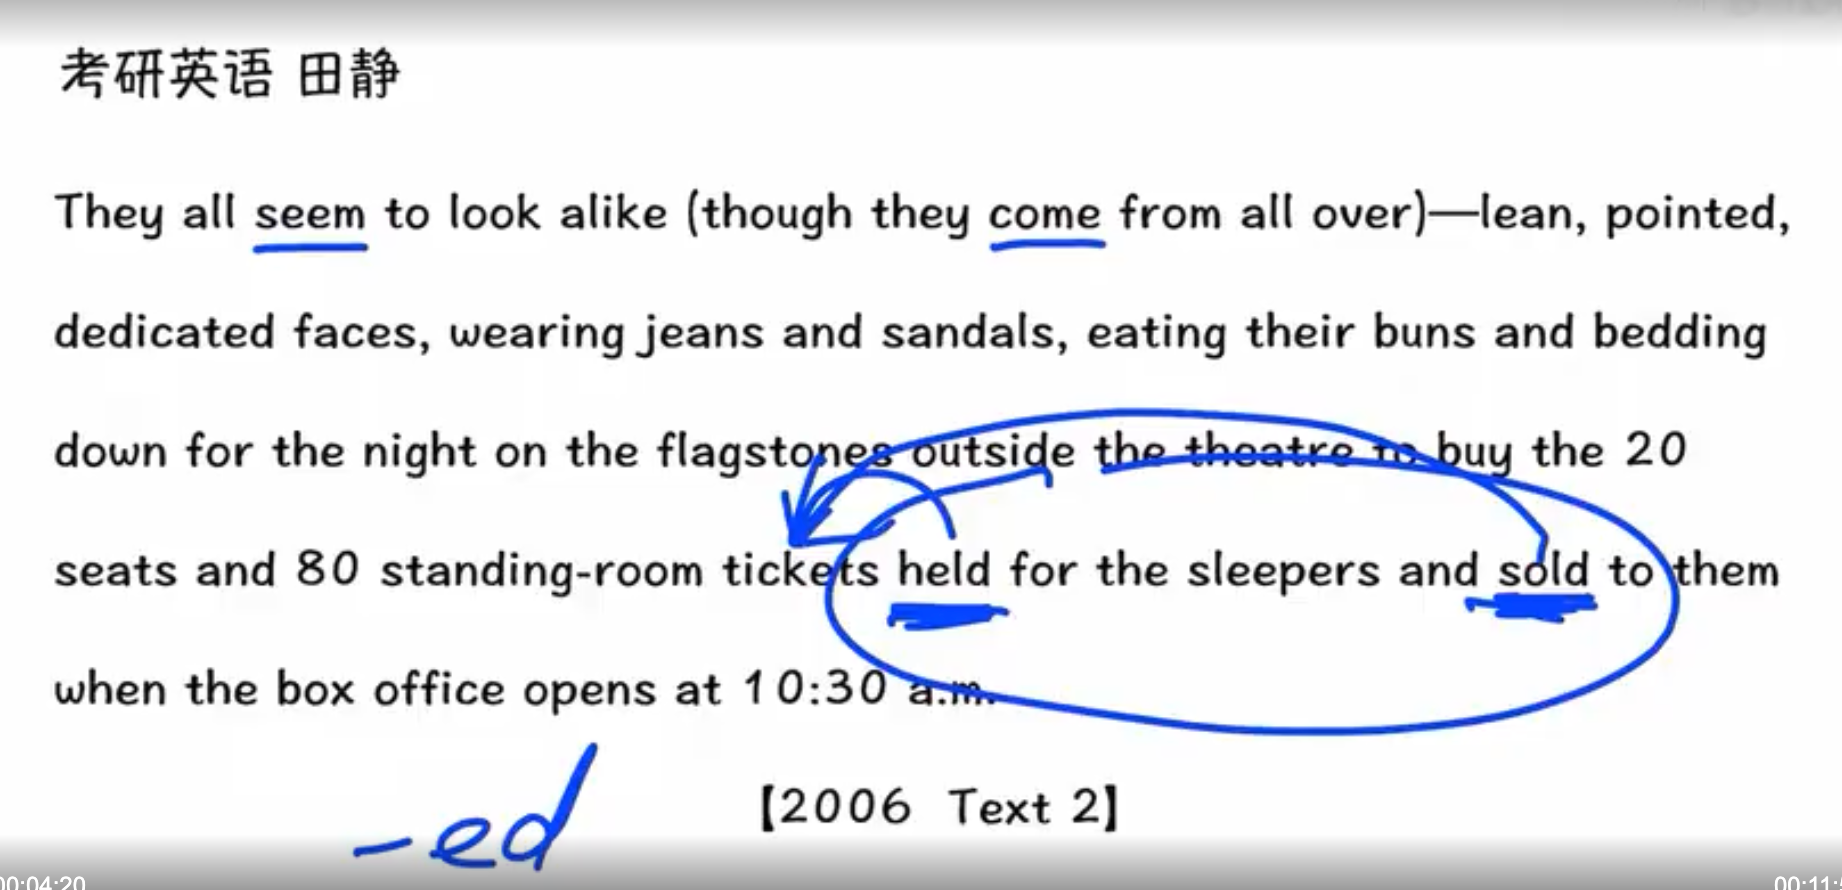 考研英语 田静
They all seem to look alike (though they come from all over)—lean, pointed,
dedicated faces, wearing jeans and sandals, eating their buns and bedding
down for the night on the flagstones outside the theatre to buy the 20
seats and 80 standing-room tickets held for the sleepers and sold to them
when the box office opens at 10:30 a.m.
-ed
【2006 Text 2】
00:04:20
00:11: